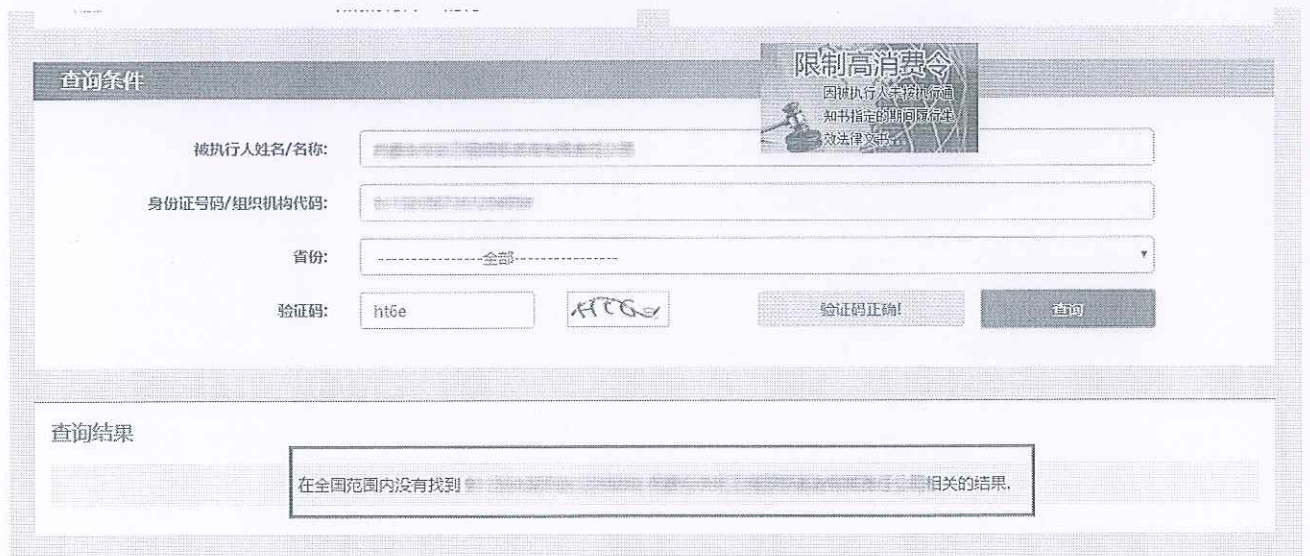 查询条件
限制高消费令
因被执行人未按执行通
知书指定的期间履行生
效法律文书
被执行人姓名/名称:
身份证号码/组织机构代码:
省份:
----------------全部----------------
验证码:
ht6e
HT6e
验证码正确!
查询
查询结果
在全国范围内没有找到
相关的结果.